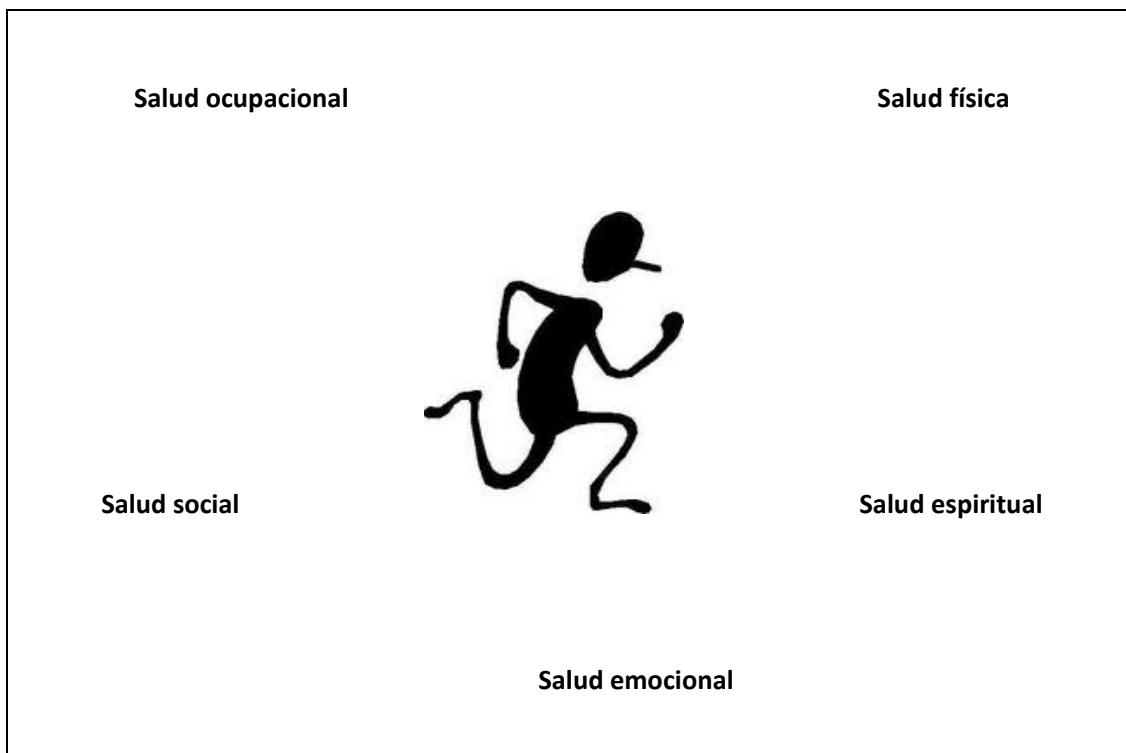 Salud ocupacional
Salud física
Salud social
Salud espiritual
Salud emocional